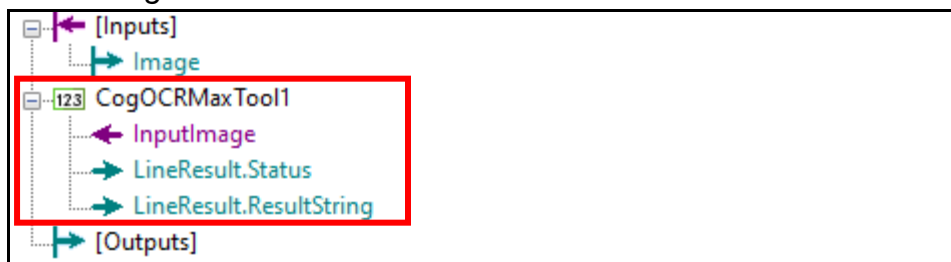 [Inputs]
Image
123 CogOCRMaxTool1
InputImage
LineResult.Status
LineResult.ResultString
[Outputs]